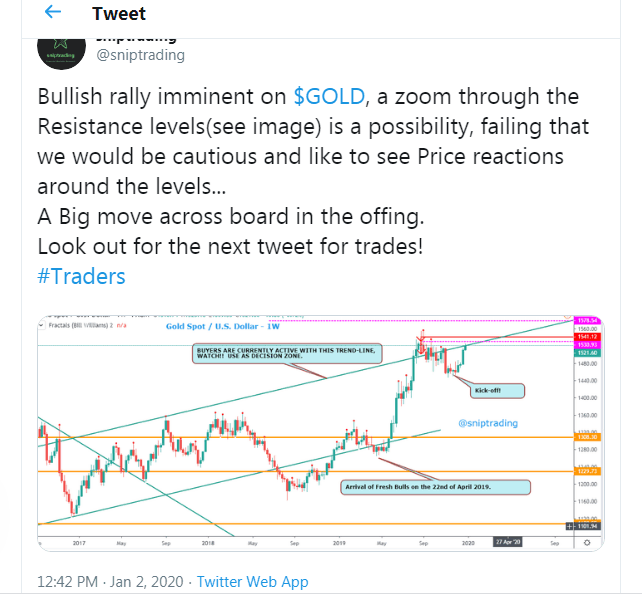 Tweet
sniptrading
@sniptrading
Bullish rally imminent on $GOLD, a zoom through the
Resistance levels(see image) is a possibility, failing that
we would be cautious and like to see Price reactions
around the levels...
A Big move across board in the offing.
Look out for the next tweet for trades!
#Traders
Fractals (Bill Williams) 2 n/a
Gold Spot / U.S. Dollar - 1W
BUYERS ARE CURRENTLY ACTIVE WITH THIS TREND-LINE,
WATCH!! USE AS DECISION ZONE.
Kick-off!
@sniptrading
Arrival of Fresh Bulls on the 22nd of April 2019.
1578.54
1560.00
1541.12
1521.60
1480.00
1440.00
1400.00
1360.00
1308.30
1280.00
1229.73
1200.00
1160.00
1101.94
2017
May
Sep
2018
May
Sep
2019
May
Sep
2020
27 Apr '20
Sep
12:42 PM · Jan 2, 2020 · Twitter Web App